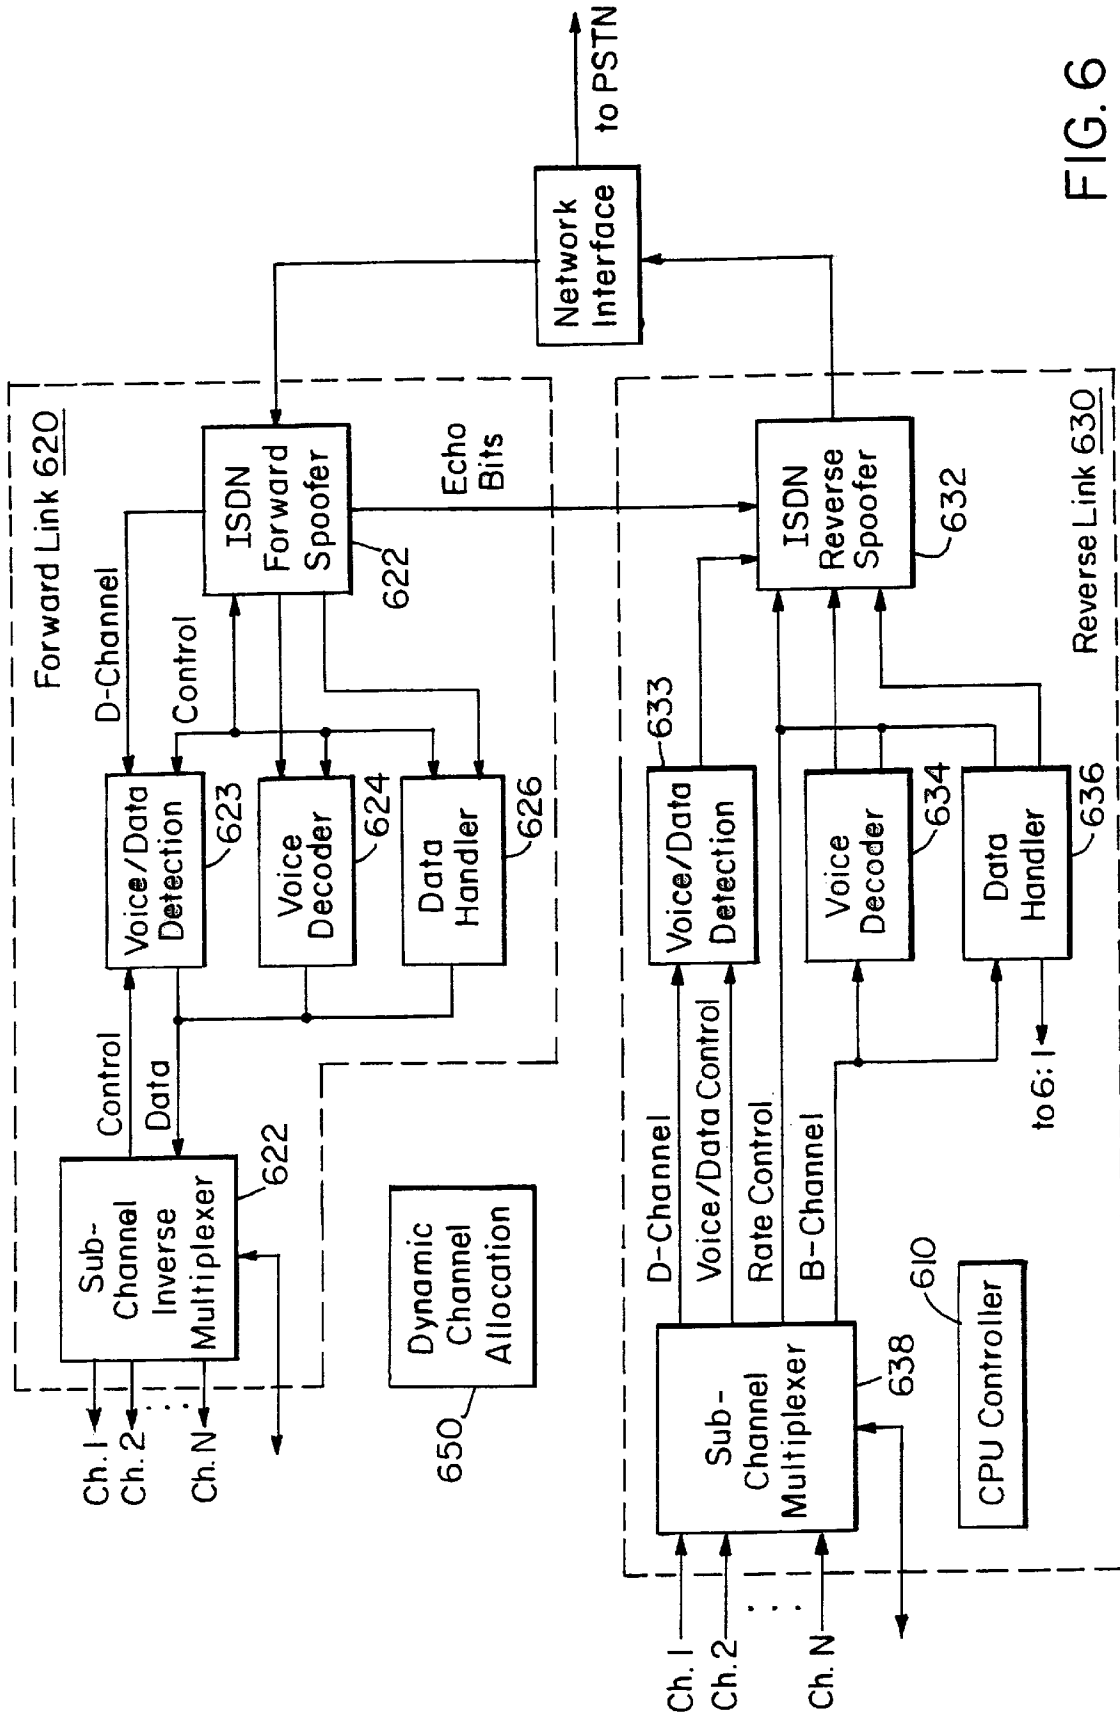 Forward Link 620
Ch. 1
Ch. 2
Ch. N
Sub-
Channel
Inverse
Multiplexer
622
Control
Data
Voice/Data
Detection
623
Voice
Decoder
624
Data
Handler
626
D-Channel
Control
ISDN
Forward
Spoofer
622
Echo
Bits
Network
Interface
to PSTN
Dynamic
Channel
Allocation
650
Ch. 1
Ch. 2
Ch. N
Sub-
Channel
Multiplexer
638
D-Channel
Voice/Data Control
Rate Control
B-Channel
Voice/Data
Detection
633
Voice
Decoder
634
Data
Handler
636
to 6:1
ISDN
Reverse
Spoofer
632
CPU Controller
610
Reverse Link 630
FIG. 6